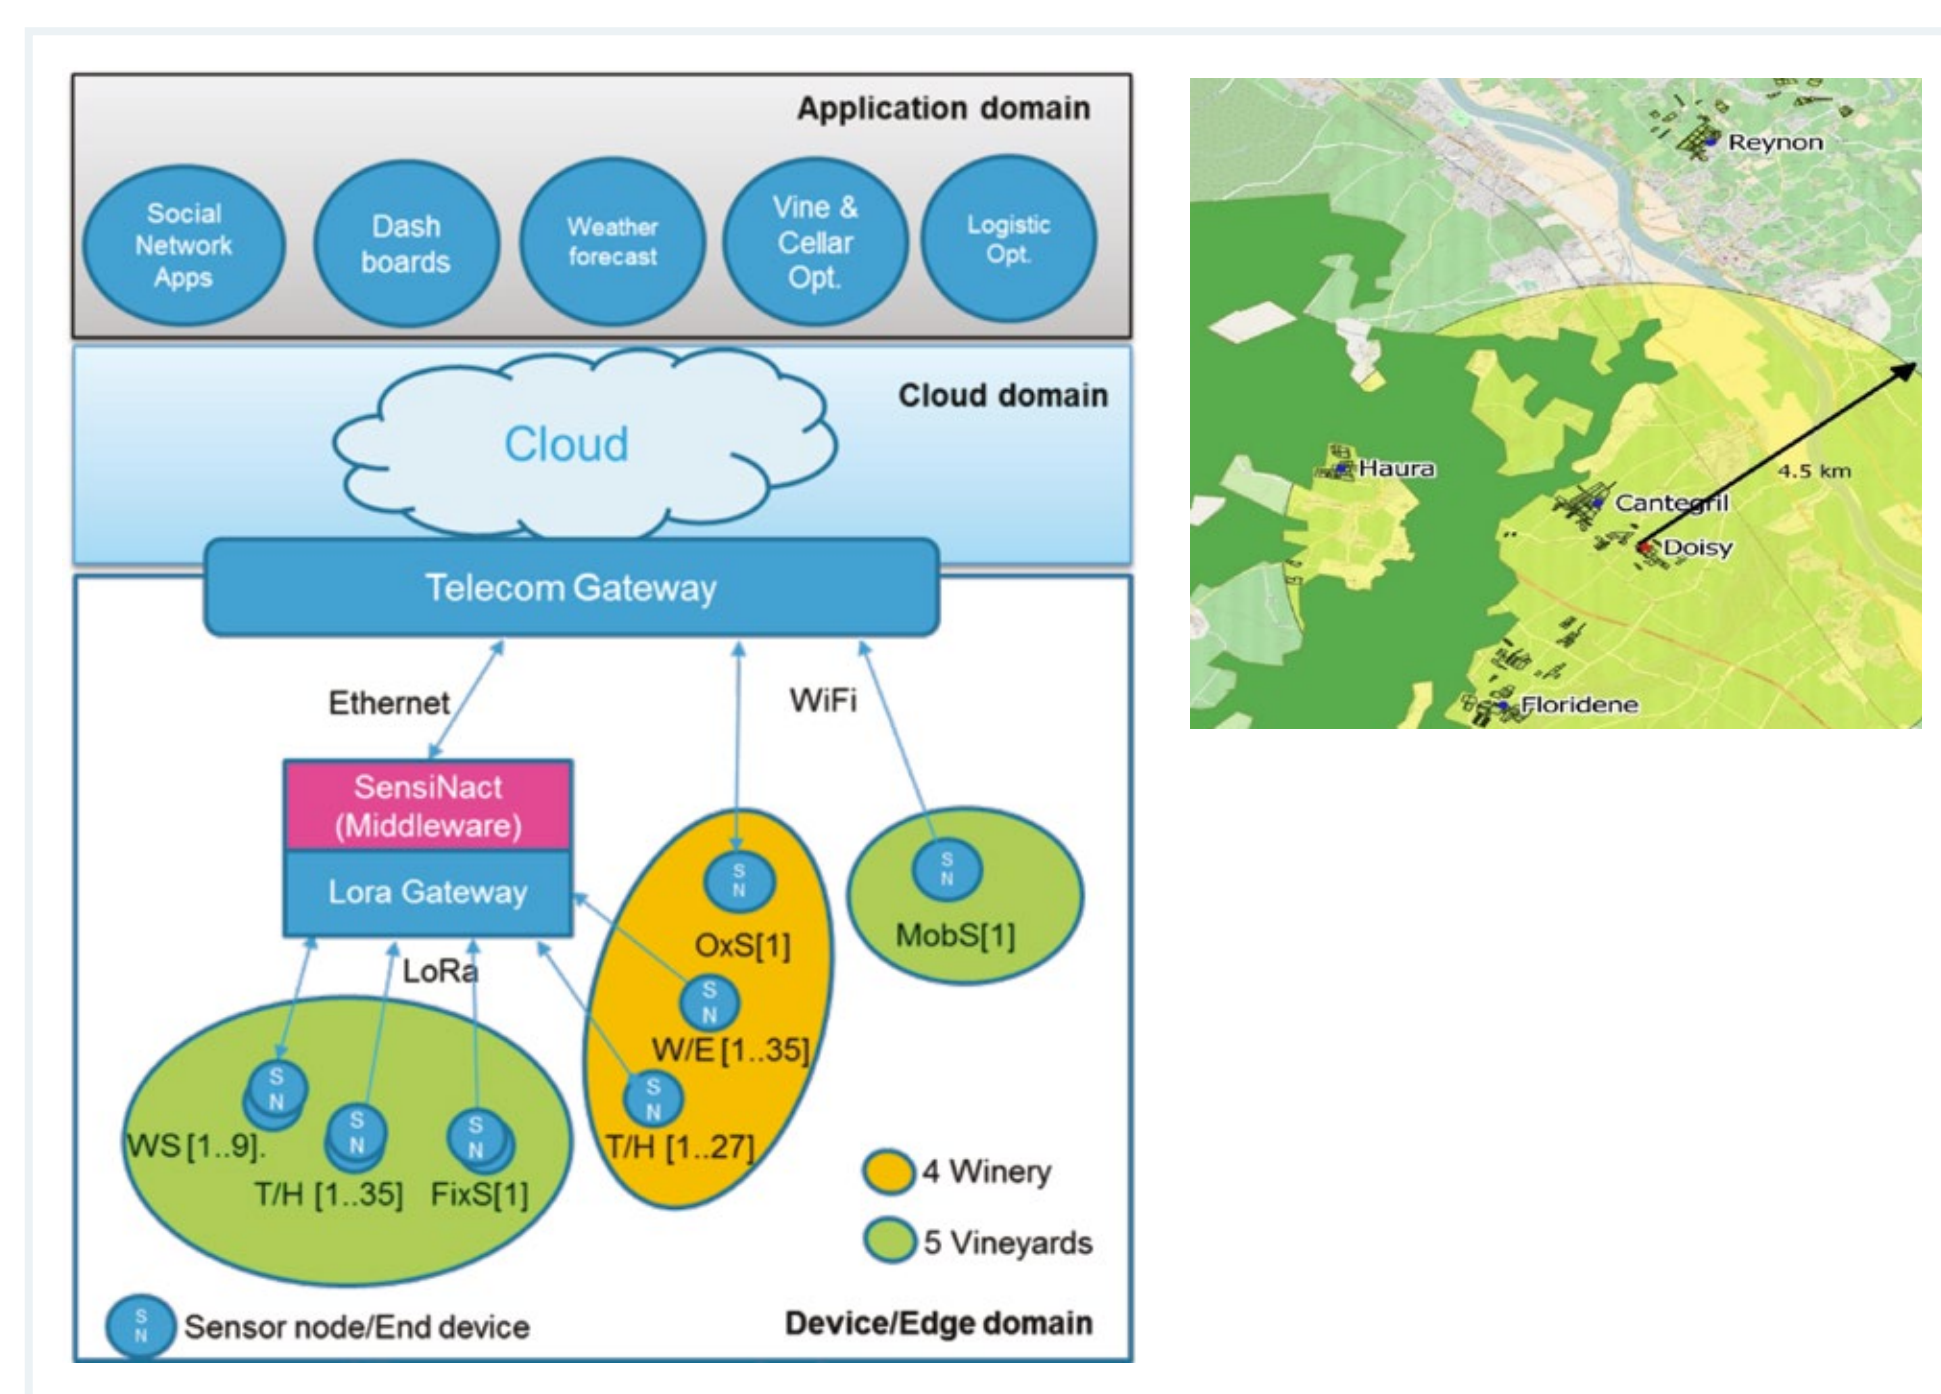 Application domain
Social
Network
Apps
Dash
boards
Weather
forecast
Vine &
Cellar
Opt.
Logistic
Opt.
Cloud domain
Cloud
Telecom Gateway
Ethernet
WiFi
SensiNact
(Middleware)
Lora Gateway
LoRa
S
N
OxS[1]
S
N
MobS[1]
S
N
W/E [1..35]
S
N
T/H [1..27]
S
N
WS [1..9].
S
N
T/H [1..35]
S
N
FixS[1]
4 Winery
5 Vineyards
S
N
Sensor node/End device
Device/Edge domain
Reynon
Haura
4.5 km
Cantegril
Doisy
Floridene